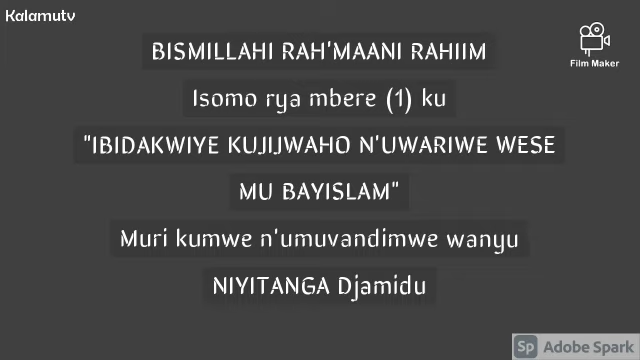 Kalamutv
BISMILLAHI RAH'MAANI RAHIIM
Film Maker
Isomo rya mbere (1) ku
"IBIDAKWIYE KUJIJWAHO N'UWARIWE WESE
MU BAYISLAM"
Muri kumwe n'umuvandimwe wanyu
NIYITANGA Djamidu
Sp Adobe Spark